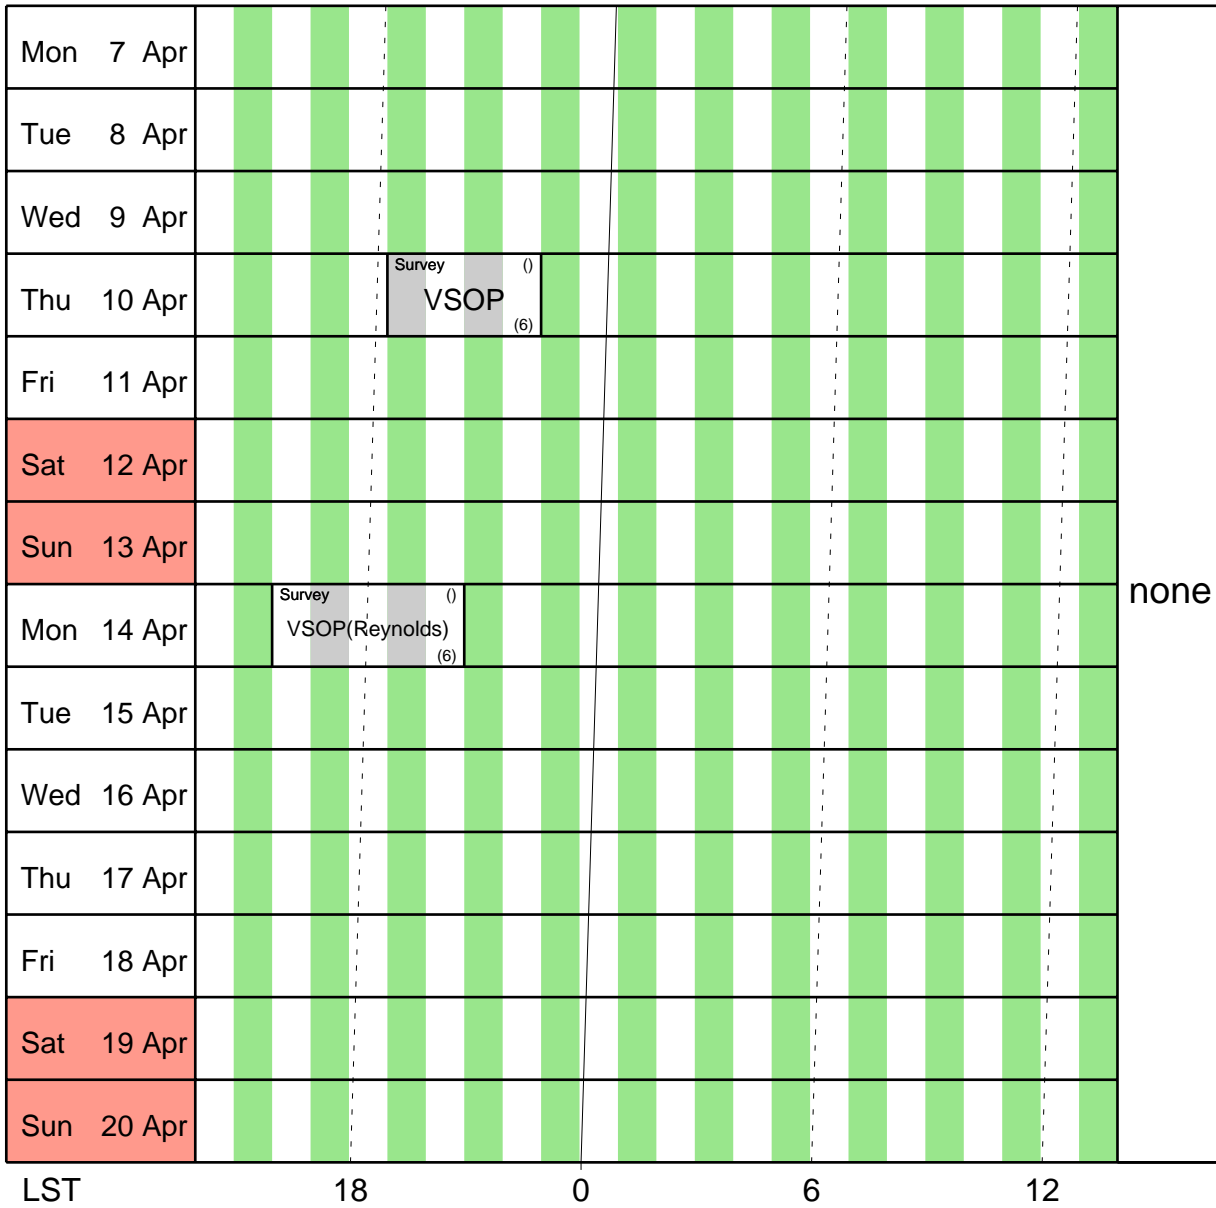 Mon 7 Apr
Tue 8 Apr
Wed 9 Apr
Survey ()
Thu 10 Apr VSOP
(6)
Fri 11 Apr
Sat 12 Apr
Sun 13 Apr
none
Survey ()
Mon 14 Apr VSOP(Reynolds)
(6)
Tue 15 Apr
Wed 16 Apr
Thu 17 Apr
Fri 18 Apr
Sat 19 Apr
Sun 20 Apr
LST 18 0 6 12